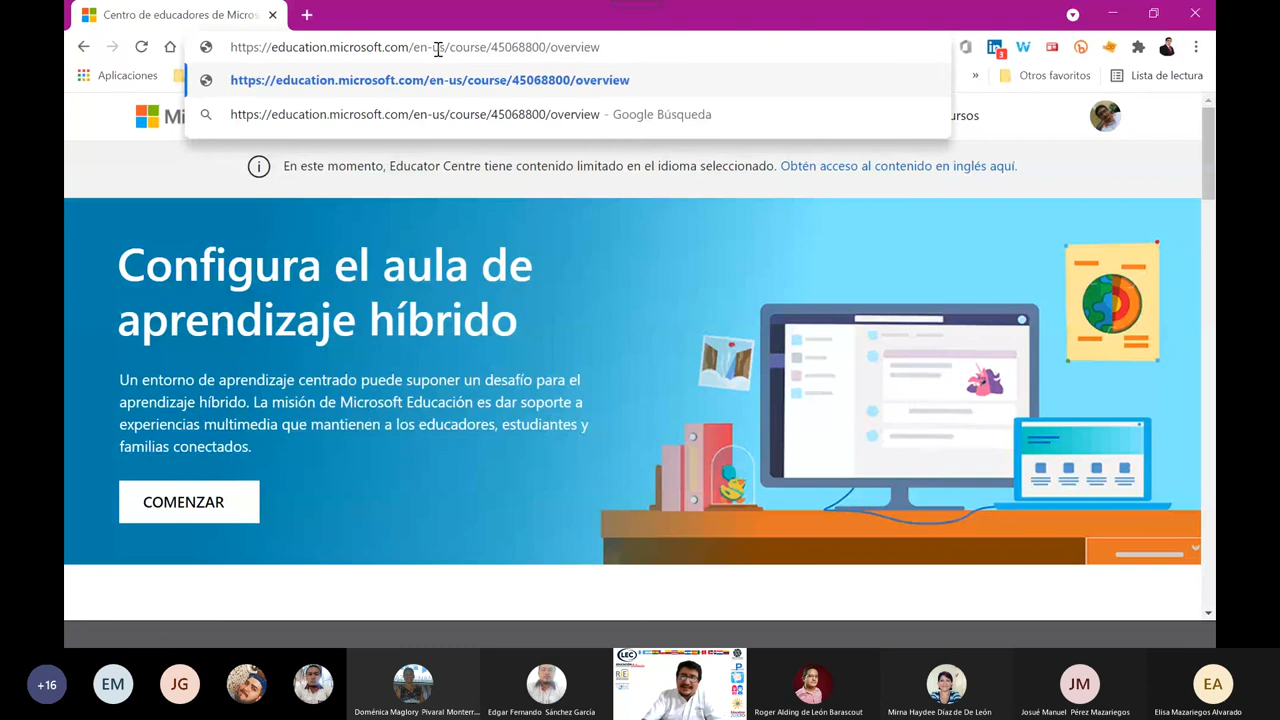 Centro de educadores de Micros
https://education.microsoft.com/en-us/course/45068800/overview
3
Aplicaciones
https://education.microsoft.com/en-us/course/45068800/overview
» Otros favoritos Lista de lectura
https://education.microsoft.com/en-us/course/45068800/overview - Google Búsqueda
Mi
ursos
En este momento, Educator Centre tiene contenido limitado en el idioma seleccionado. Obtén acceso al contenido en inglés aquí.
Configura el aula de
aprendizaje híbrido
Un entorno de aprendizaje centrado puede suponer un desafío para el
aprendizaje híbrido. La misión de Microsoft Educación es dar soporte a
experiencias multimedia que mantienen a los educadores, estudiantes y
familias conectados.
COMENZAR
+16
EM
JG
LEC
JM
EA
Doménica Maglory Pivaral Monterr...
Edgar Fernando Sánchez García
Roger Alding de León Barascout
Mirna Haydee Díaz de De León
Josué Manuel Pérez Mazariegos
Elisa Mazariegos Alvarado